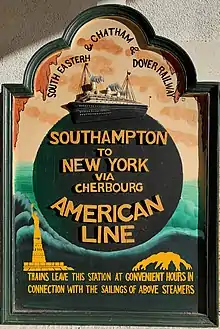 SOUTH EASTERN & CHATHAM & DOVER RAILWAY
SOUTHAMPTON
TO
NEW YORK
VIA
CHERBOURG
AMERICAN
LINE
TRAINS LEAVE THIS STATION AT CONVENIENT HOURS IN
CONNECTION WITH THE SAILINGS OF ABOVE STEAMERS